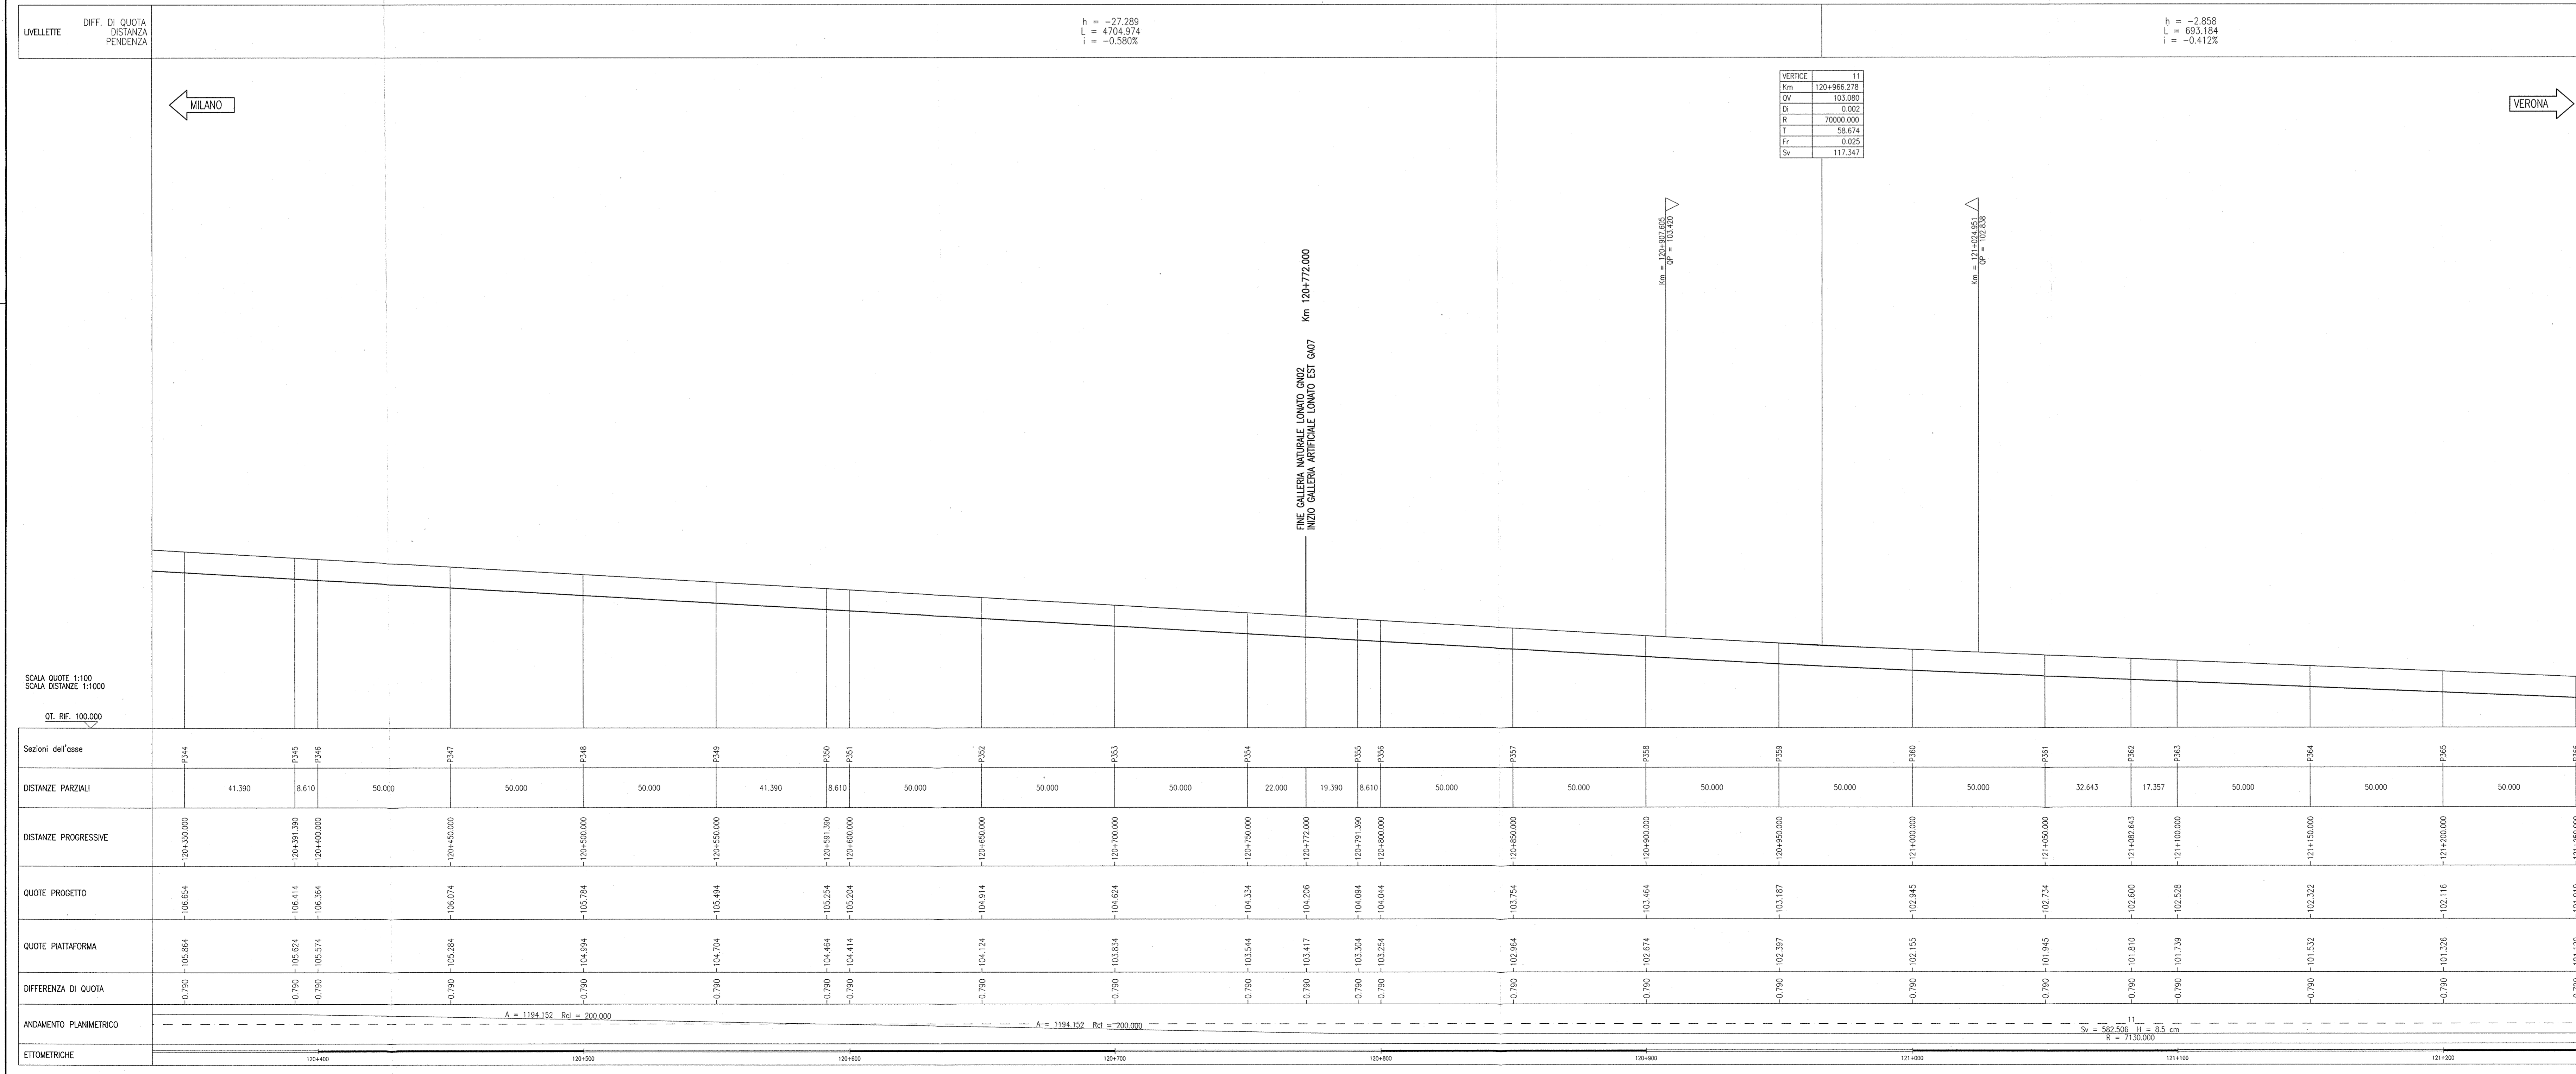 LIVELLETTE
DIFF. DI QUOTA
DISTANZA
PENDENZA
h = -27.289
L = 4704.974
i = -0.580%
h = -2.858
L = 693.184
i = -0.412%
MILANO
VERONA
VERTICE 11
Km 120+966.278
QV 103.080
Di 0.002
R 70000.000
T 58.674
Fr 0.025
Sv 117.347
Km = 120+907.605
QP = 103.420
Km = 121+024.951
QP = 102.838
FINE GALLERIA NATURALE LONATO GN02
INIZIO GALLERIA ARTIFICIALE LONATO EST GA07 Km 120+772.000
SCALA QUOTE 1:100
SCALA DISTANZE 1:1000
QT. RIF. 100.000
Sezioni dell'asse P344 P345 P346 P347 P348 P349 P350 P351 P352 P353 P354 P355 P356 P357 P358 P359 P360 P361 P362 P363 P364 P365
DISTANZE PARZIALI 41.390 8.610 50.000 50.000 50.000 41.390 8.610 50.000 50.000 50.000 22.000 19.390 8.610 50.000 50.000 50.000 50.000 50.000 32.643 17.357 50.000 50.000 50.000
DISTANZE PROGRESSIVE 120+350.000 120+391.390 120+400.000 120+450.000 120+500.000 120+550.000 120+591.390 120+600.000 120+650.000 120+700.000 120+750.000 120+772.000 120+791.390 120+800.000 120+850.000 120+900.000 120+950.000 121+000.000 121+050.000 121+082.643 121+100.000 121+150.000 121+200.000
QUOTE PROGETTO 106.654 106.414 106.364 106.074 105.784 105.494 105.254 105.204 104.914 104.624 104.334 104.206 104.094 104.044 103.754 103.464 103.187 102.945 102.734 102.600 102.528 102.322 102.116
QUOTE PIATTAFORMA 105.864 105.624 105.574 105.284 104.994 104.704 104.464 104.414 104.124 103.834 103.544 103.417 103.304 103.254 102.964 102.674 102.397 102.155 101.945 101.810 101.739 101.532 101.326
DIFFERENZA DI QUOTA -0.790 -0.790 -0.790 -0.790 -0.790 -0.790 -0.790 -0.790 -0.790 -0.790 -0.790 -0.790 -0.790 -0.790 -0.790 -0.790 -0.790 -0.790 -0.790 -0.790 -0.790 -0.790 -0.790
ANDAMENTO PLANIMETRICO
A = 1194.152 Rcl = 200.000
A = 1194.152 Rcl = 200.000
11
Sv = 582.506 H = 8.5 cm
R = 7130.000
ETTOMETRICHE 120+400 120+500 120+600 120+700 120+800 120+900 121+000 121+100 121+200